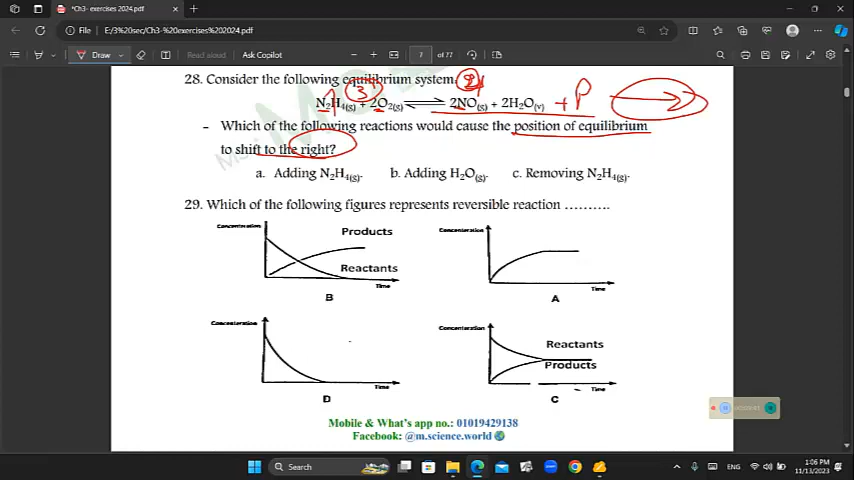 *Ch3- exercises 2024.pdf
File E:/3%20sec/Ch3-%20exercises%202024.pdf
Draw Read aloud Ask Copilot 7 of 77
28. Consider the following equilibrium system.
N2H4(g) + 2O2(g) ⇌ 2NO(g) + 2H2O(v) + P
3
- Which of the following reactions would cause the position of equilibrium
to shift to the right?
a. Adding N2H4(g). b. Adding H2O(g). c. Removing N2H4(g).
29. Which of the following figures represents reversible reaction ..........
Concentration Products Reactants Time B
Concentration Time A
Concentration Time D
Concentration Reactants Products Time C
Mobile & What's app no.: 01019429138
Facebook: @m.science.world
Search ENG 1:06 PM
11/13/2023